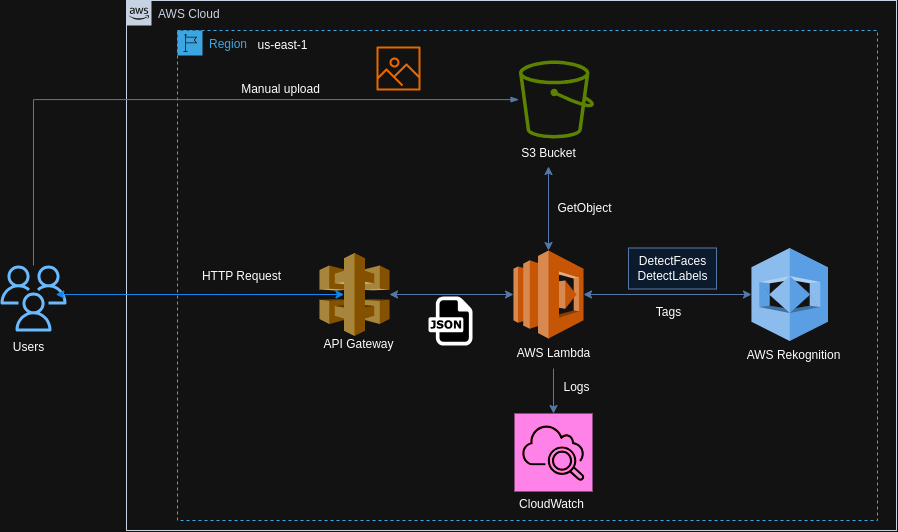 aws
AWS Cloud
Region
us-east-1
Manual upload
S3 Bucket
GetObject
HTTP Request
DetectFaces
DetectLabels
Users
API Gateway
JSON
AWS Lambda
Tags
AWS Rekognition
Logs
CloudWatch